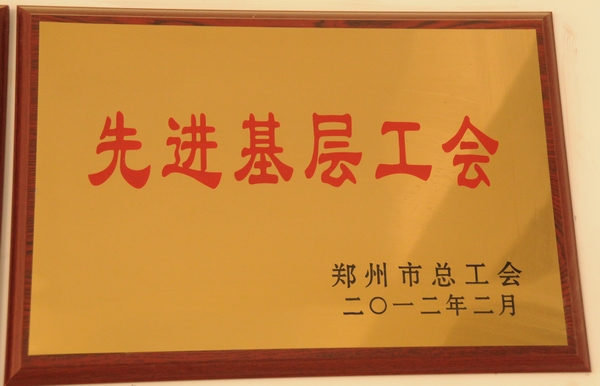 先进基层工会
郑州市总工会
二〇一二年二月